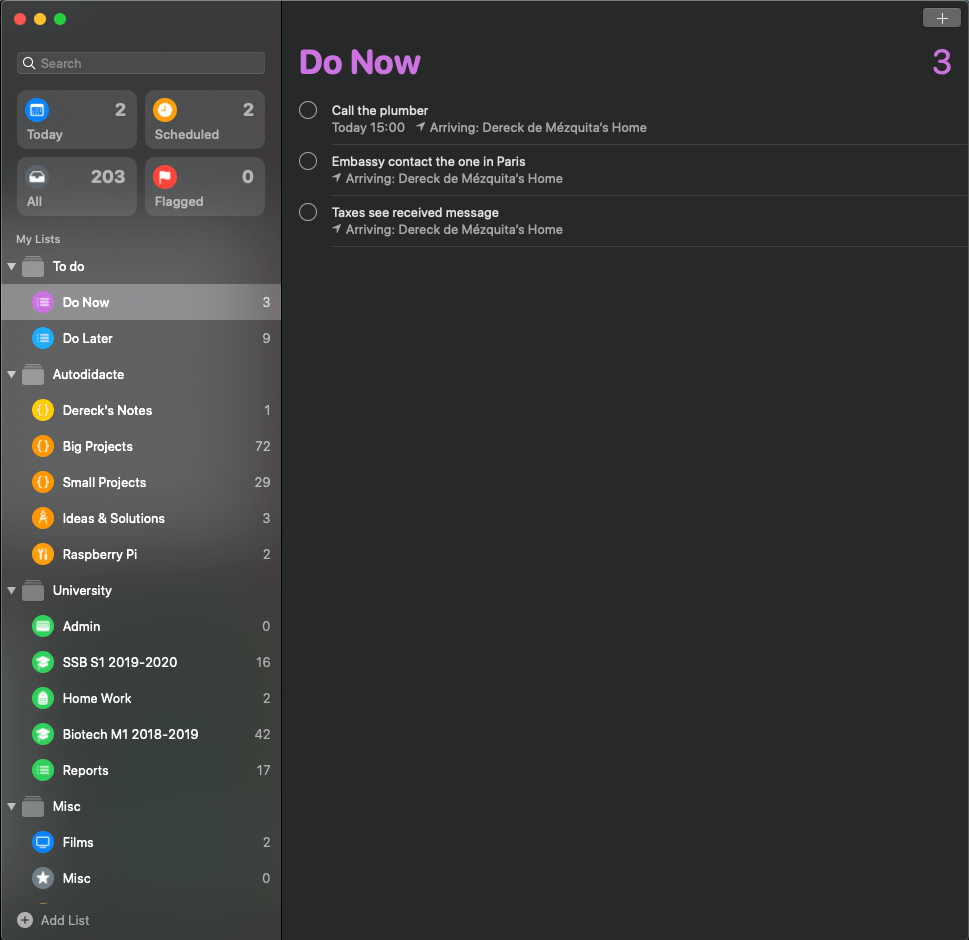 Search
Today 2
Scheduled 2
All 203
Flagged 0
My Lists
To do
Do Now 3
Do Later 9
Autodidacte
Dereck's Notes 1
Big Projects 72
Small Projects 29
Ideas & Solutions 3
Raspberry Pi 2
University
Admin 0
SSB S1 2019-2020 16
Home Work 2
Biotech M1 2018-2019 42
Reports 17
Misc
Films 2
Misc 0
Add List
Do Now 3
Call the plumber
Today 15:00 Arriving: Dereck de Mézquita’s Home
Embassy contact the one in Paris
Arriving: Dereck de Mézquita’s Home
Taxes see received message
Arriving: Dereck de Mézquita’s Home